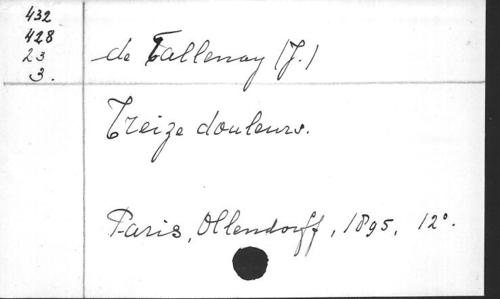 432
428
23
3.
de Tallenay (J.)
Treize douleurs.
Paris, Ollendorff, 1895, 12°.